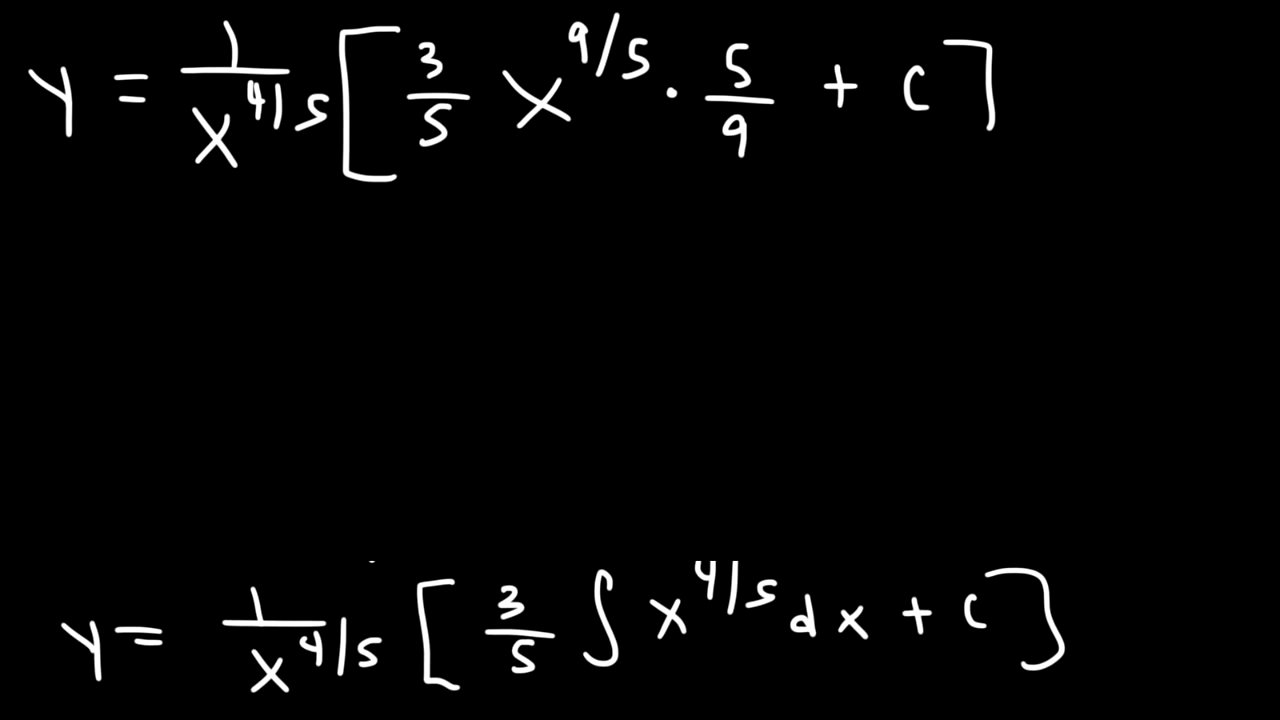 y = 1/x^{4/5} [ 3/5 x^{9/5} · 5/9 + c ]
y = 1/x^{4/5} [ 3/5 ∫ x^{4/5} dx + c ]